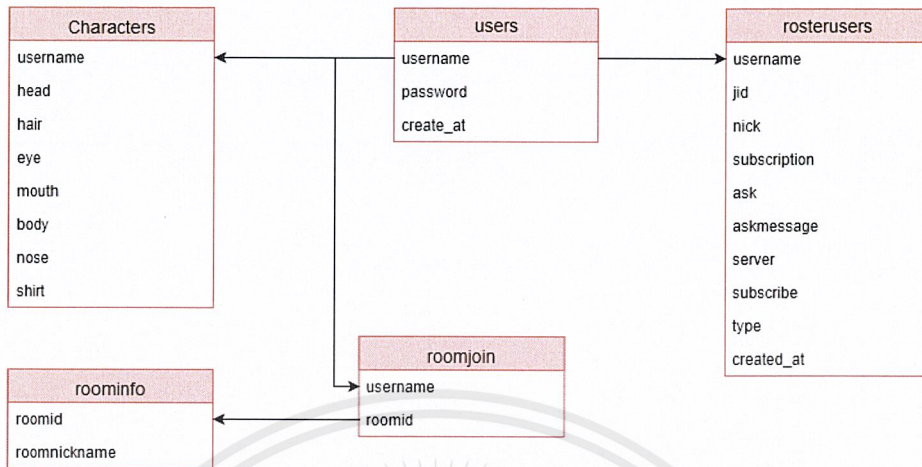 Characters
username
head
hair
eye
mouth
body
nose
shirt
users
username
password
create_at
rosterusers
username
jid
nick
subscription
ask
askmessage
server
subscribe
type
created_at
roomjoin
username
roomid
roominfo
roomid
roomnickname